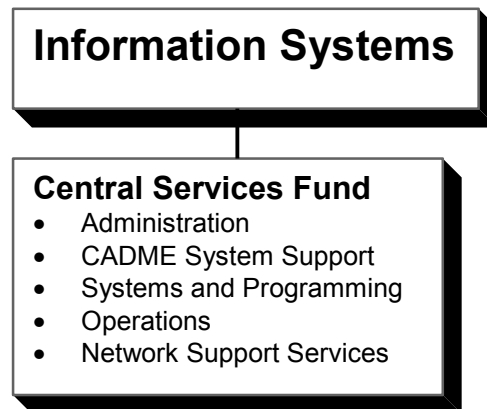 Information Systems
Central Services Fund
• Administration
• CADME System Support
• Systems and Programming
• Operations
• Network Support Services